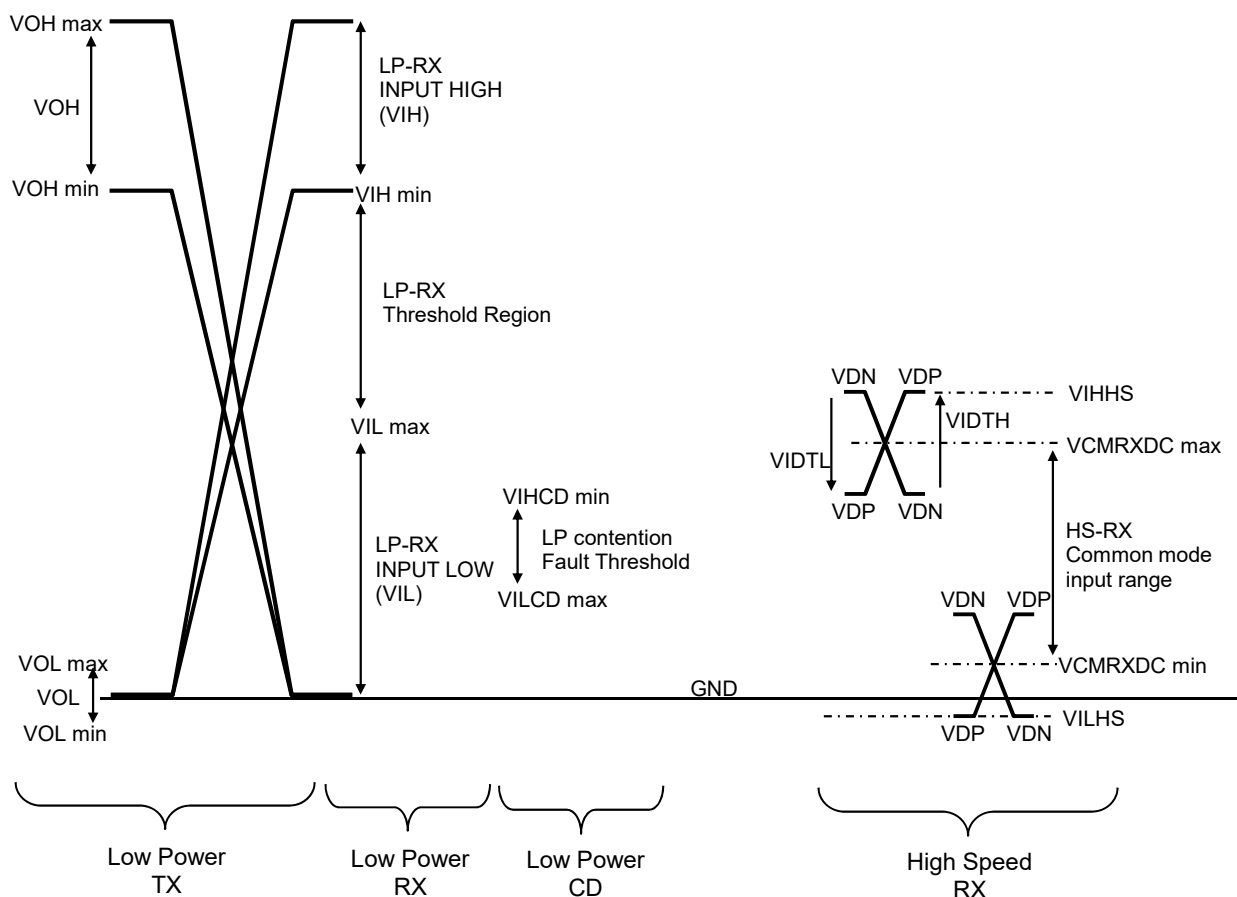 VOH max
VOH
VOH min
LP-RX
INPUT HIGH
(VIH)
VIH min
LP-RX
Threshold Region
VIL max
LP-RX
INPUT LOW
(VIL)
VOL max
VOL
VOL min
VIHCD min
LP contention
Fault Threshold
VILCD max
GND
VDN
VDP
VIHHS
VIDTH
VIDTL
VCMRXDC max
VDP
VDN
HS-RX
Common mode
input range
VDN
VDP
VCMRXDC min
VILHS
VDP
VDN
Low Power
TX
Low Power
RX
Low Power
CD
High Speed
RX